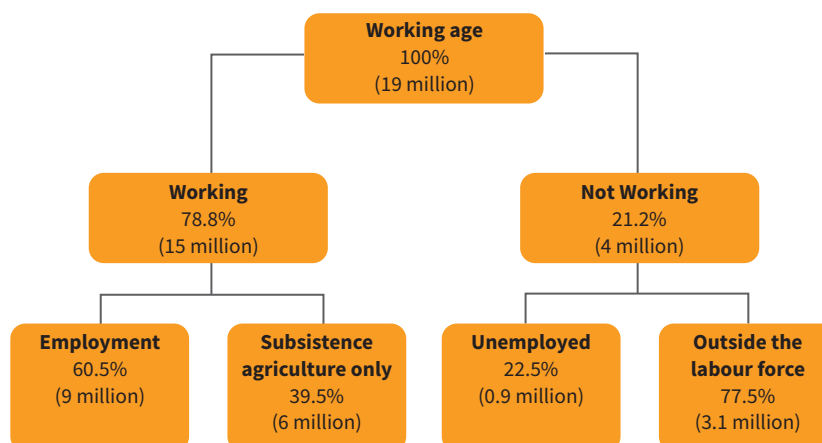 Working age
100%
(19 million)
Working
78.8%
(15 million)
Not Working
21.2%
(4 million)
Employment
60.5%
(9 million)
Subsistence
agriculture only
39.5%
(6 million)
Unemployed
22.5%
(0.9 million)
Outside the
labour force
77.5%
(3.1 million)